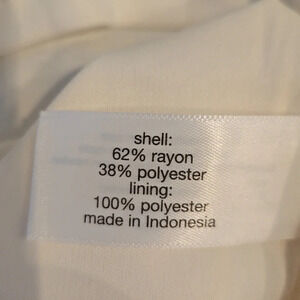 shell:
62% rayon
38% polyester
lining:
100% polyester
made in Indonesia